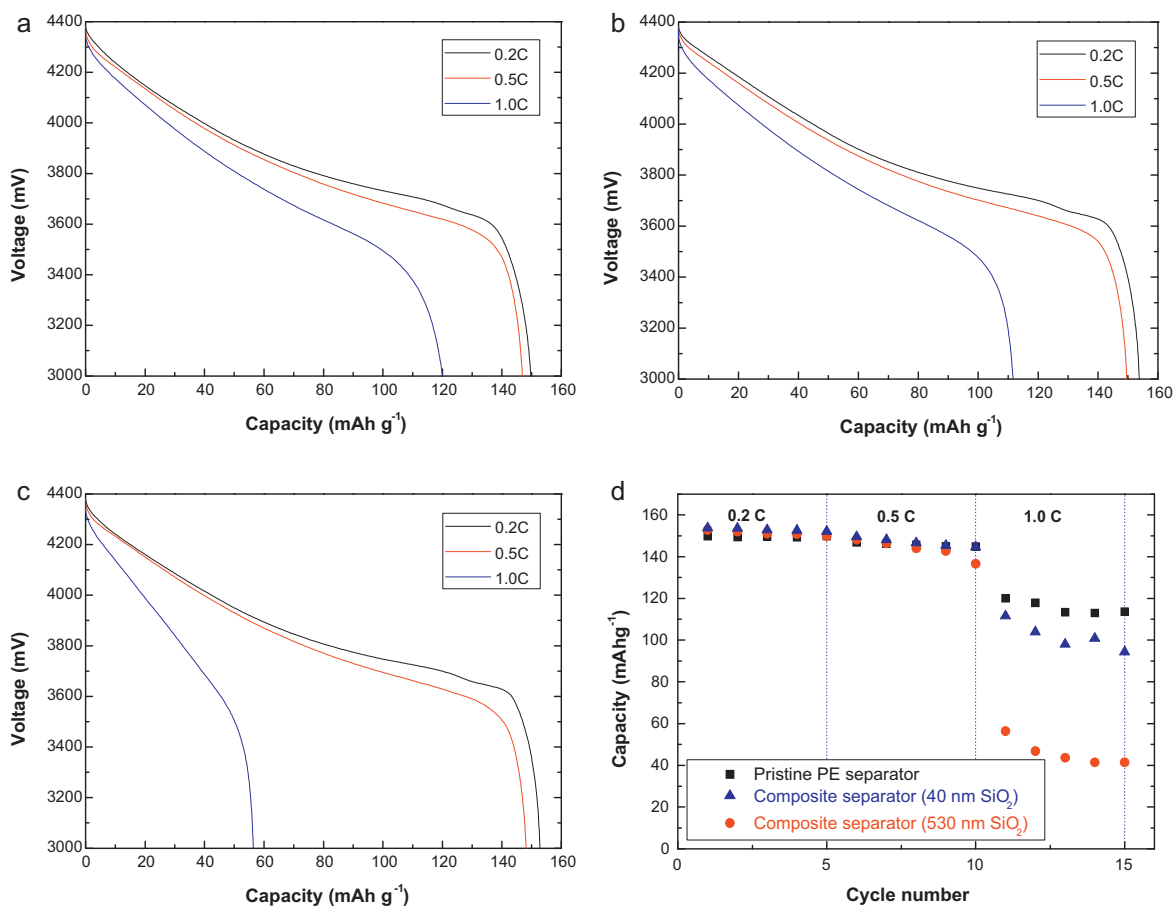 a
4400
4200
4000
3800
3600
3400
3200
3000
Voltage (mV)
0.2C
0.5C
1.0C
0 20 40 60 80 100 120 140 160
Capacity (mAh g⁻¹)
b
4400
4200
4000
3800
3600
3400
3200
3000
Voltage (mV)
0.2C
0.5C
1.0C
0 20 40 60 80 100 120 140 160
Capacity (mAh g⁻¹)
c
4400
4200
4000
3800
3600
3400
3200
3000
Voltage (mV)
0.2C
0.5C
1.0C
0 20 40 60 80 100 120 140 160
Capacity (mAh g⁻¹)
d
160
140
120
100
80
60
40
20
0
Capacity (mAhg⁻¹)
0.2 C 0.5 C 1.0 C
Pristine PE separator
Composite separator (40 nm SiO₂)
Composite separator (530 nm SiO₂)
0 5 10 15
Cycle number